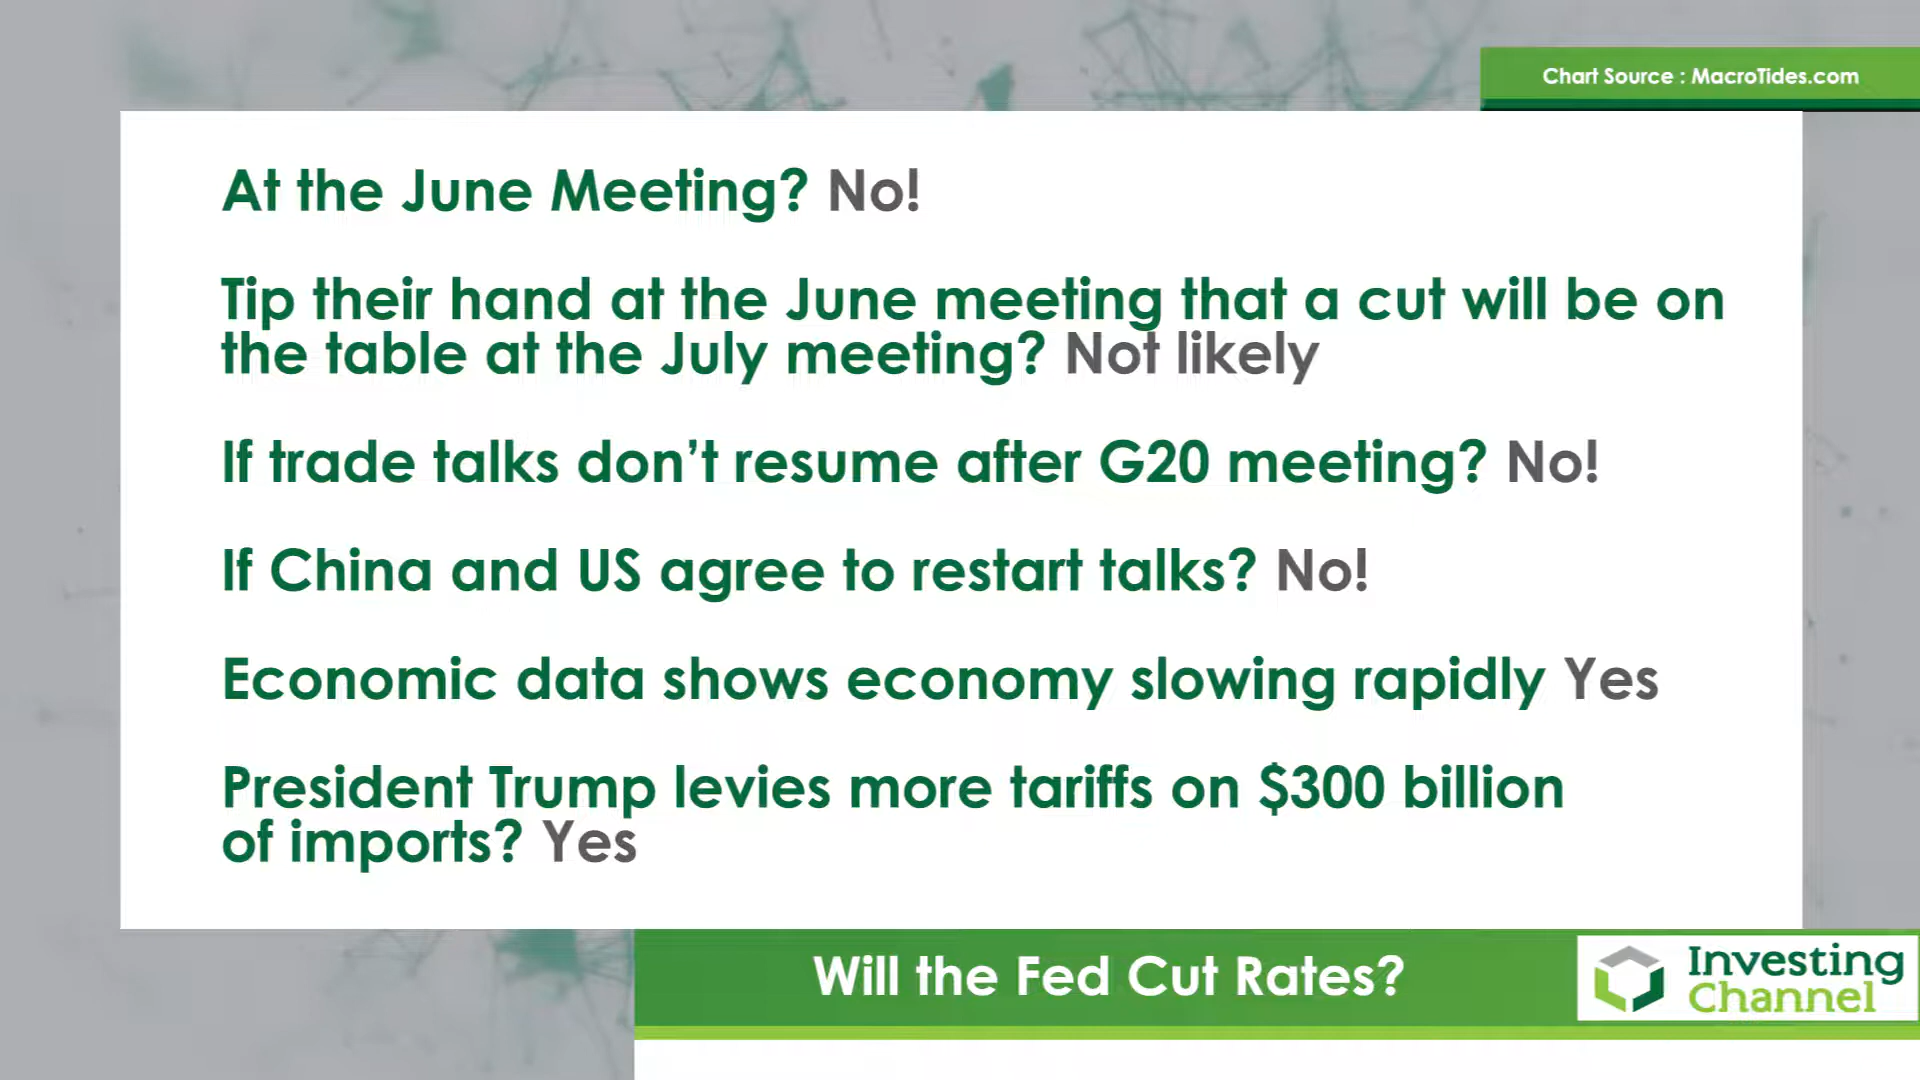 Chart Source : MacroTides.com
At the June Meeting? No!
Tip their hand at the June meeting that a cut will be on
the table at the July meeting? Not likely
If trade talks don’t resume after G20 meeting? No!
If China and US agree to restart talks? No!
Economic data shows economy slowing rapidly Yes
President Trump levies more tariffs on $300 billion
of imports? Yes
Will the Fed Cut Rates?
Investing
Channel